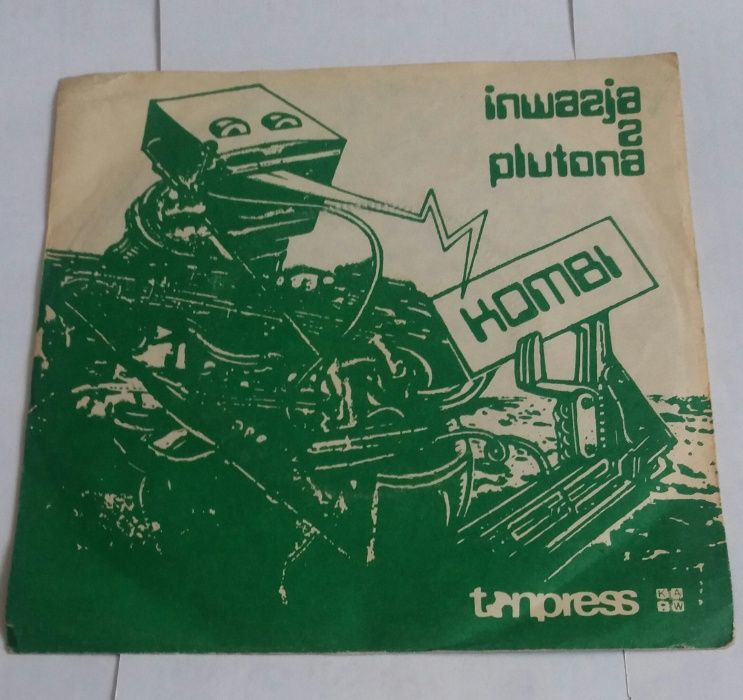 inwazja
z
plutona
KOMBI
tonpress
K A
W